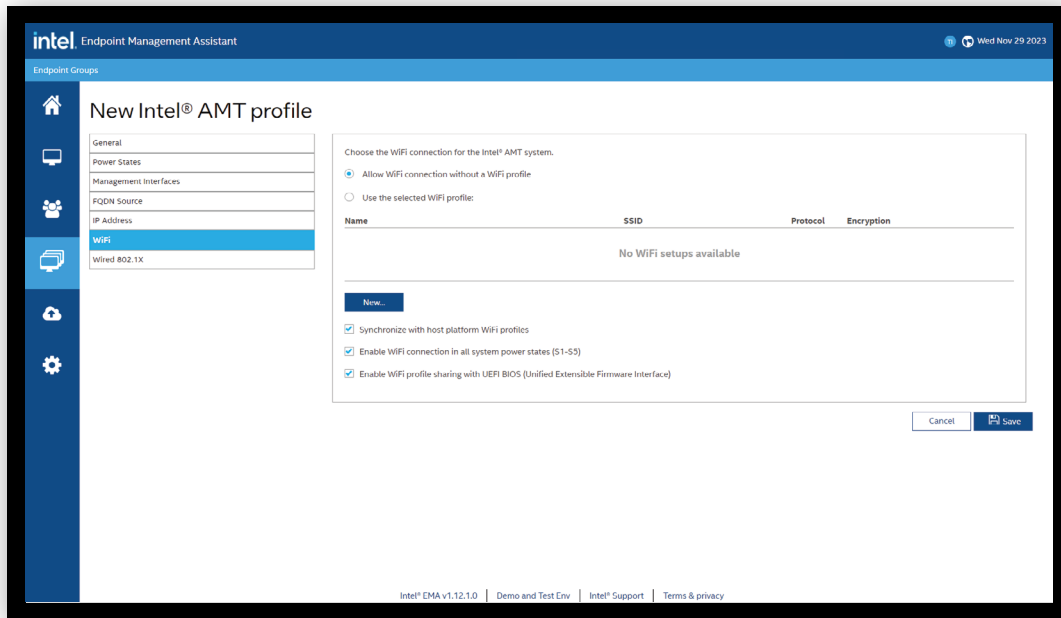 intel. Endpoint Management Assistant
TI Wed Nov 29 2023
Endpoint Groups
New Intel® AMT profile
General
Power States
Management Interfaces
FQDN Source
IP Address
WiFi
Wired 802.1X
Choose the WiFi connection for the Intel® AMT system.
Allow WiFi connection without a WiFi profile
Use the selected WiFi profile:
Name SSID Protocol Encryption
No WiFi setups available
New...
Synchronize with host platform WiFi profiles
Enable WiFi connection in all system power states (S1-S5)
Enable WiFi profile sharing with UEFI BIOS (Unified Extensible Firmware Interface)
Cancel Save
Intel® EMA v1.12.1.0 | Demo and Test Env | Intel® Support | Terms & privacy